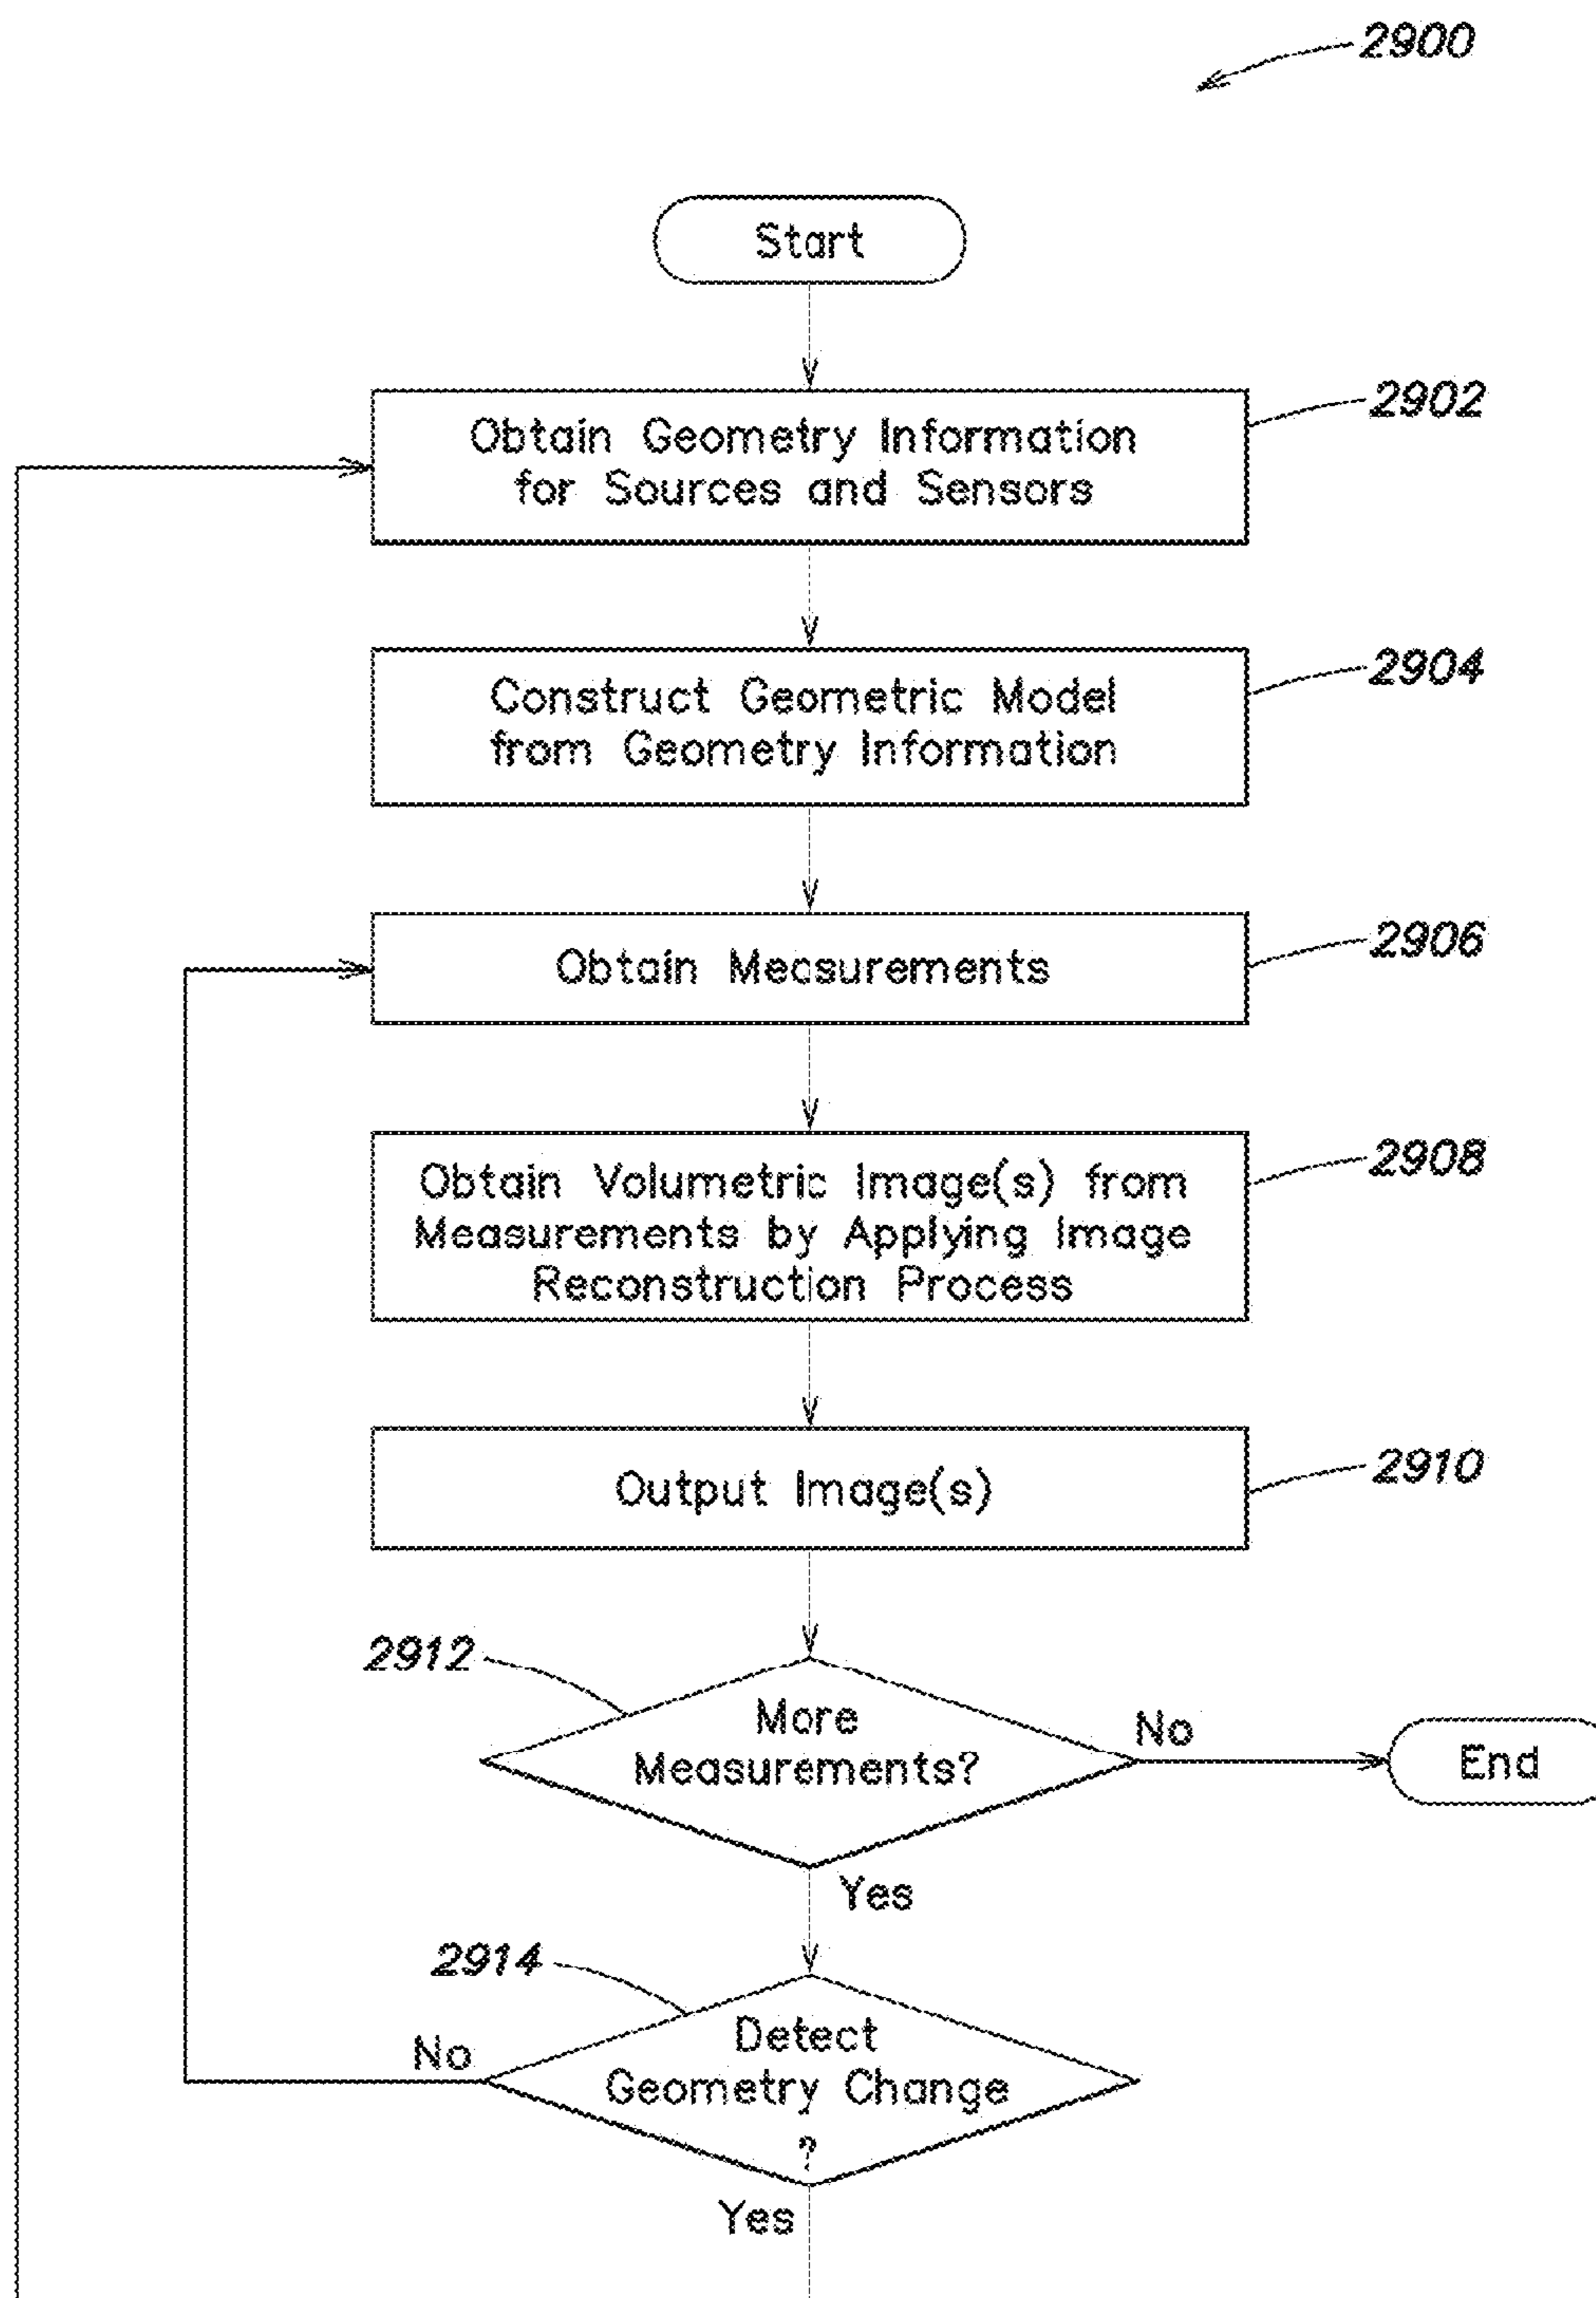 2900
Start
2902
Obtain Geometry Information
for Sources and Sensors
2904
Construct Geometric Model
from Geometry Information
2906
Obtain Measurements
2908
Obtain Volumetric Image(s) from
Measurements by Applying Image
Reconstruction Process
2910
Output Image(s)
2912
More
Measurements?
No
End
Yes
2914
Detect
Geometry Change
?
No
Yes